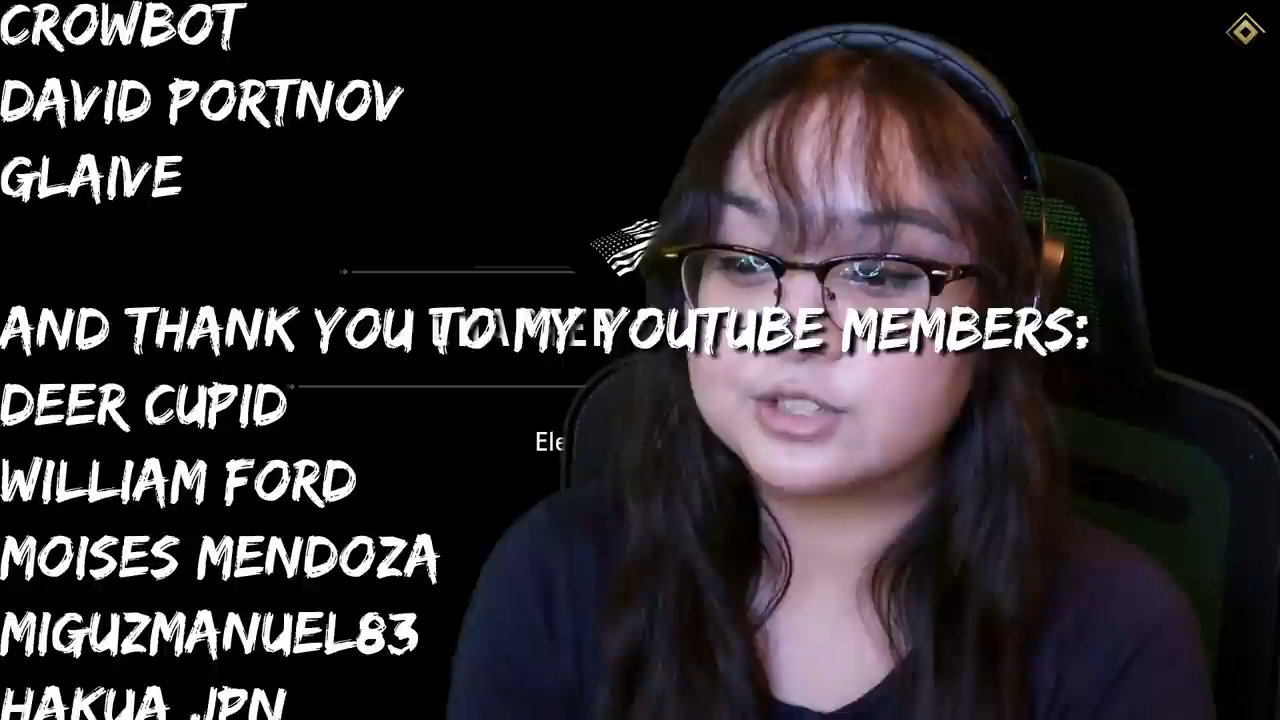 CROWBOT
DAVID PORTNOV
GLAIVE
AND THANK YOU TO MY YOUTUBE MEMBERS:
Ele
DEER CUPID
WILLIAM FORD
MOISES MENDOZA
MIGUZMANUEL83
HAKUA JPN